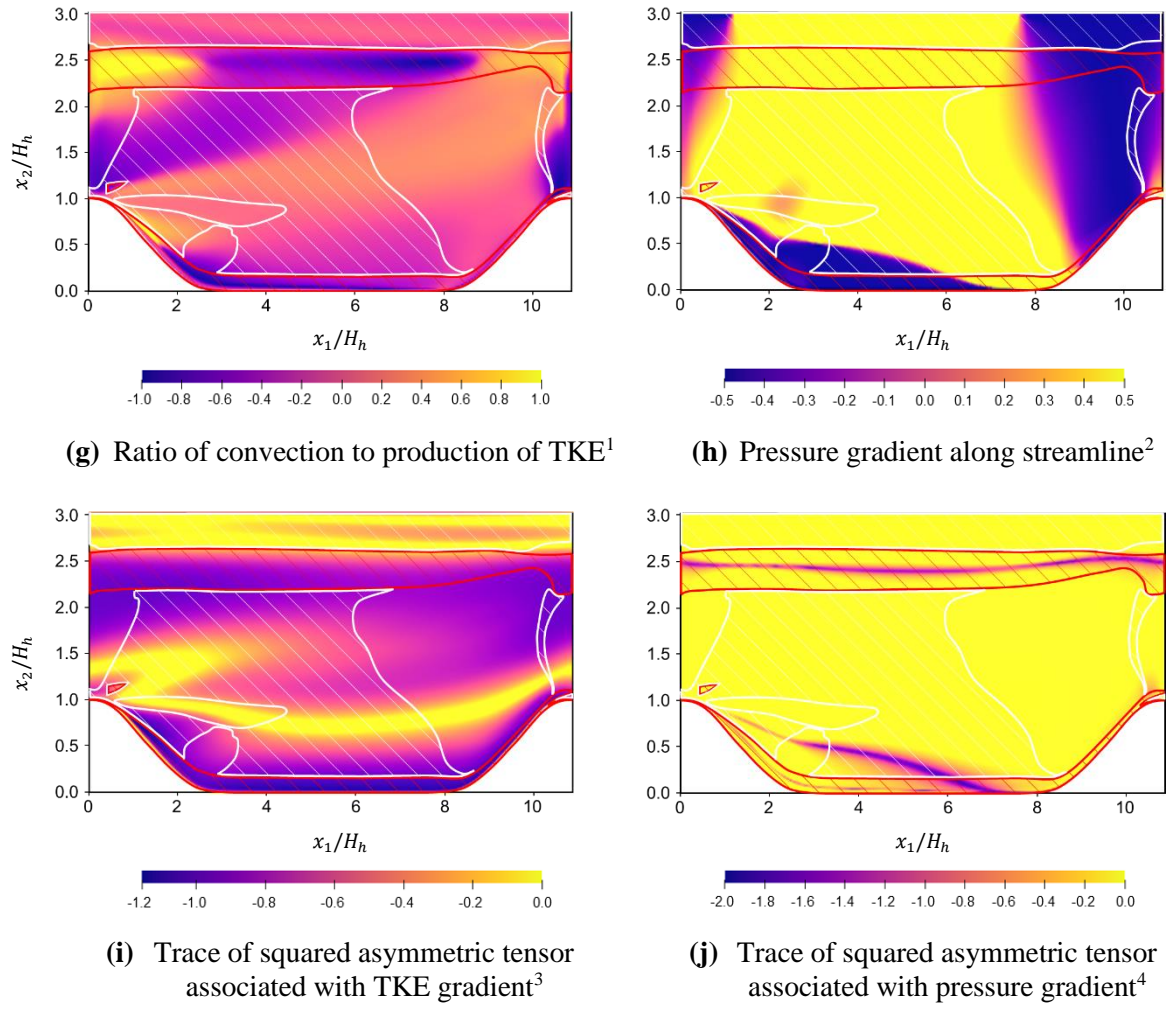 3.0
2.5
2.0
1.5
1.0
0.5
0.0
x₂/Hₕ
0 2 4 6 8 10
x₁/Hₕ
-1.0 -0.8 -0.6 -0.4 -0.2 0.0 0.2 0.4 0.6 0.8 1.0
(g) Ratio of convection to production of TKE¹
3.0
2.5
2.0
1.5
1.0
0.5
0.0
0 2 4 6 8 10
x₁/Hₕ
-0.5 -0.4 -0.3 -0.2 -0.1 0.0 0.1 0.2 0.3 0.4 0.5
(h) Pressure gradient along streamline²
3.0
2.5
2.0
1.5
1.0
0.5
0.0
x₂/Hₕ
0 2 4 6 8 10
x₁/Hₕ
-1.2 -1.0 -0.8 -0.6 -0.4 -0.2 0.0
(i) Trace of squared asymmetric tensor
associated with TKE gradient³
3.0
2.5
2.0
1.5
1.0
0.5
0.0
0 2 4 6 8 10
x₁/Hₕ
-2.0 -1.8 -1.6 -1.4 -1.2 -1.0 -0.8 -0.6 -0.4 -0.2 0.0
(j) Trace of squared asymmetric tensor
associated with pressure gradient⁴